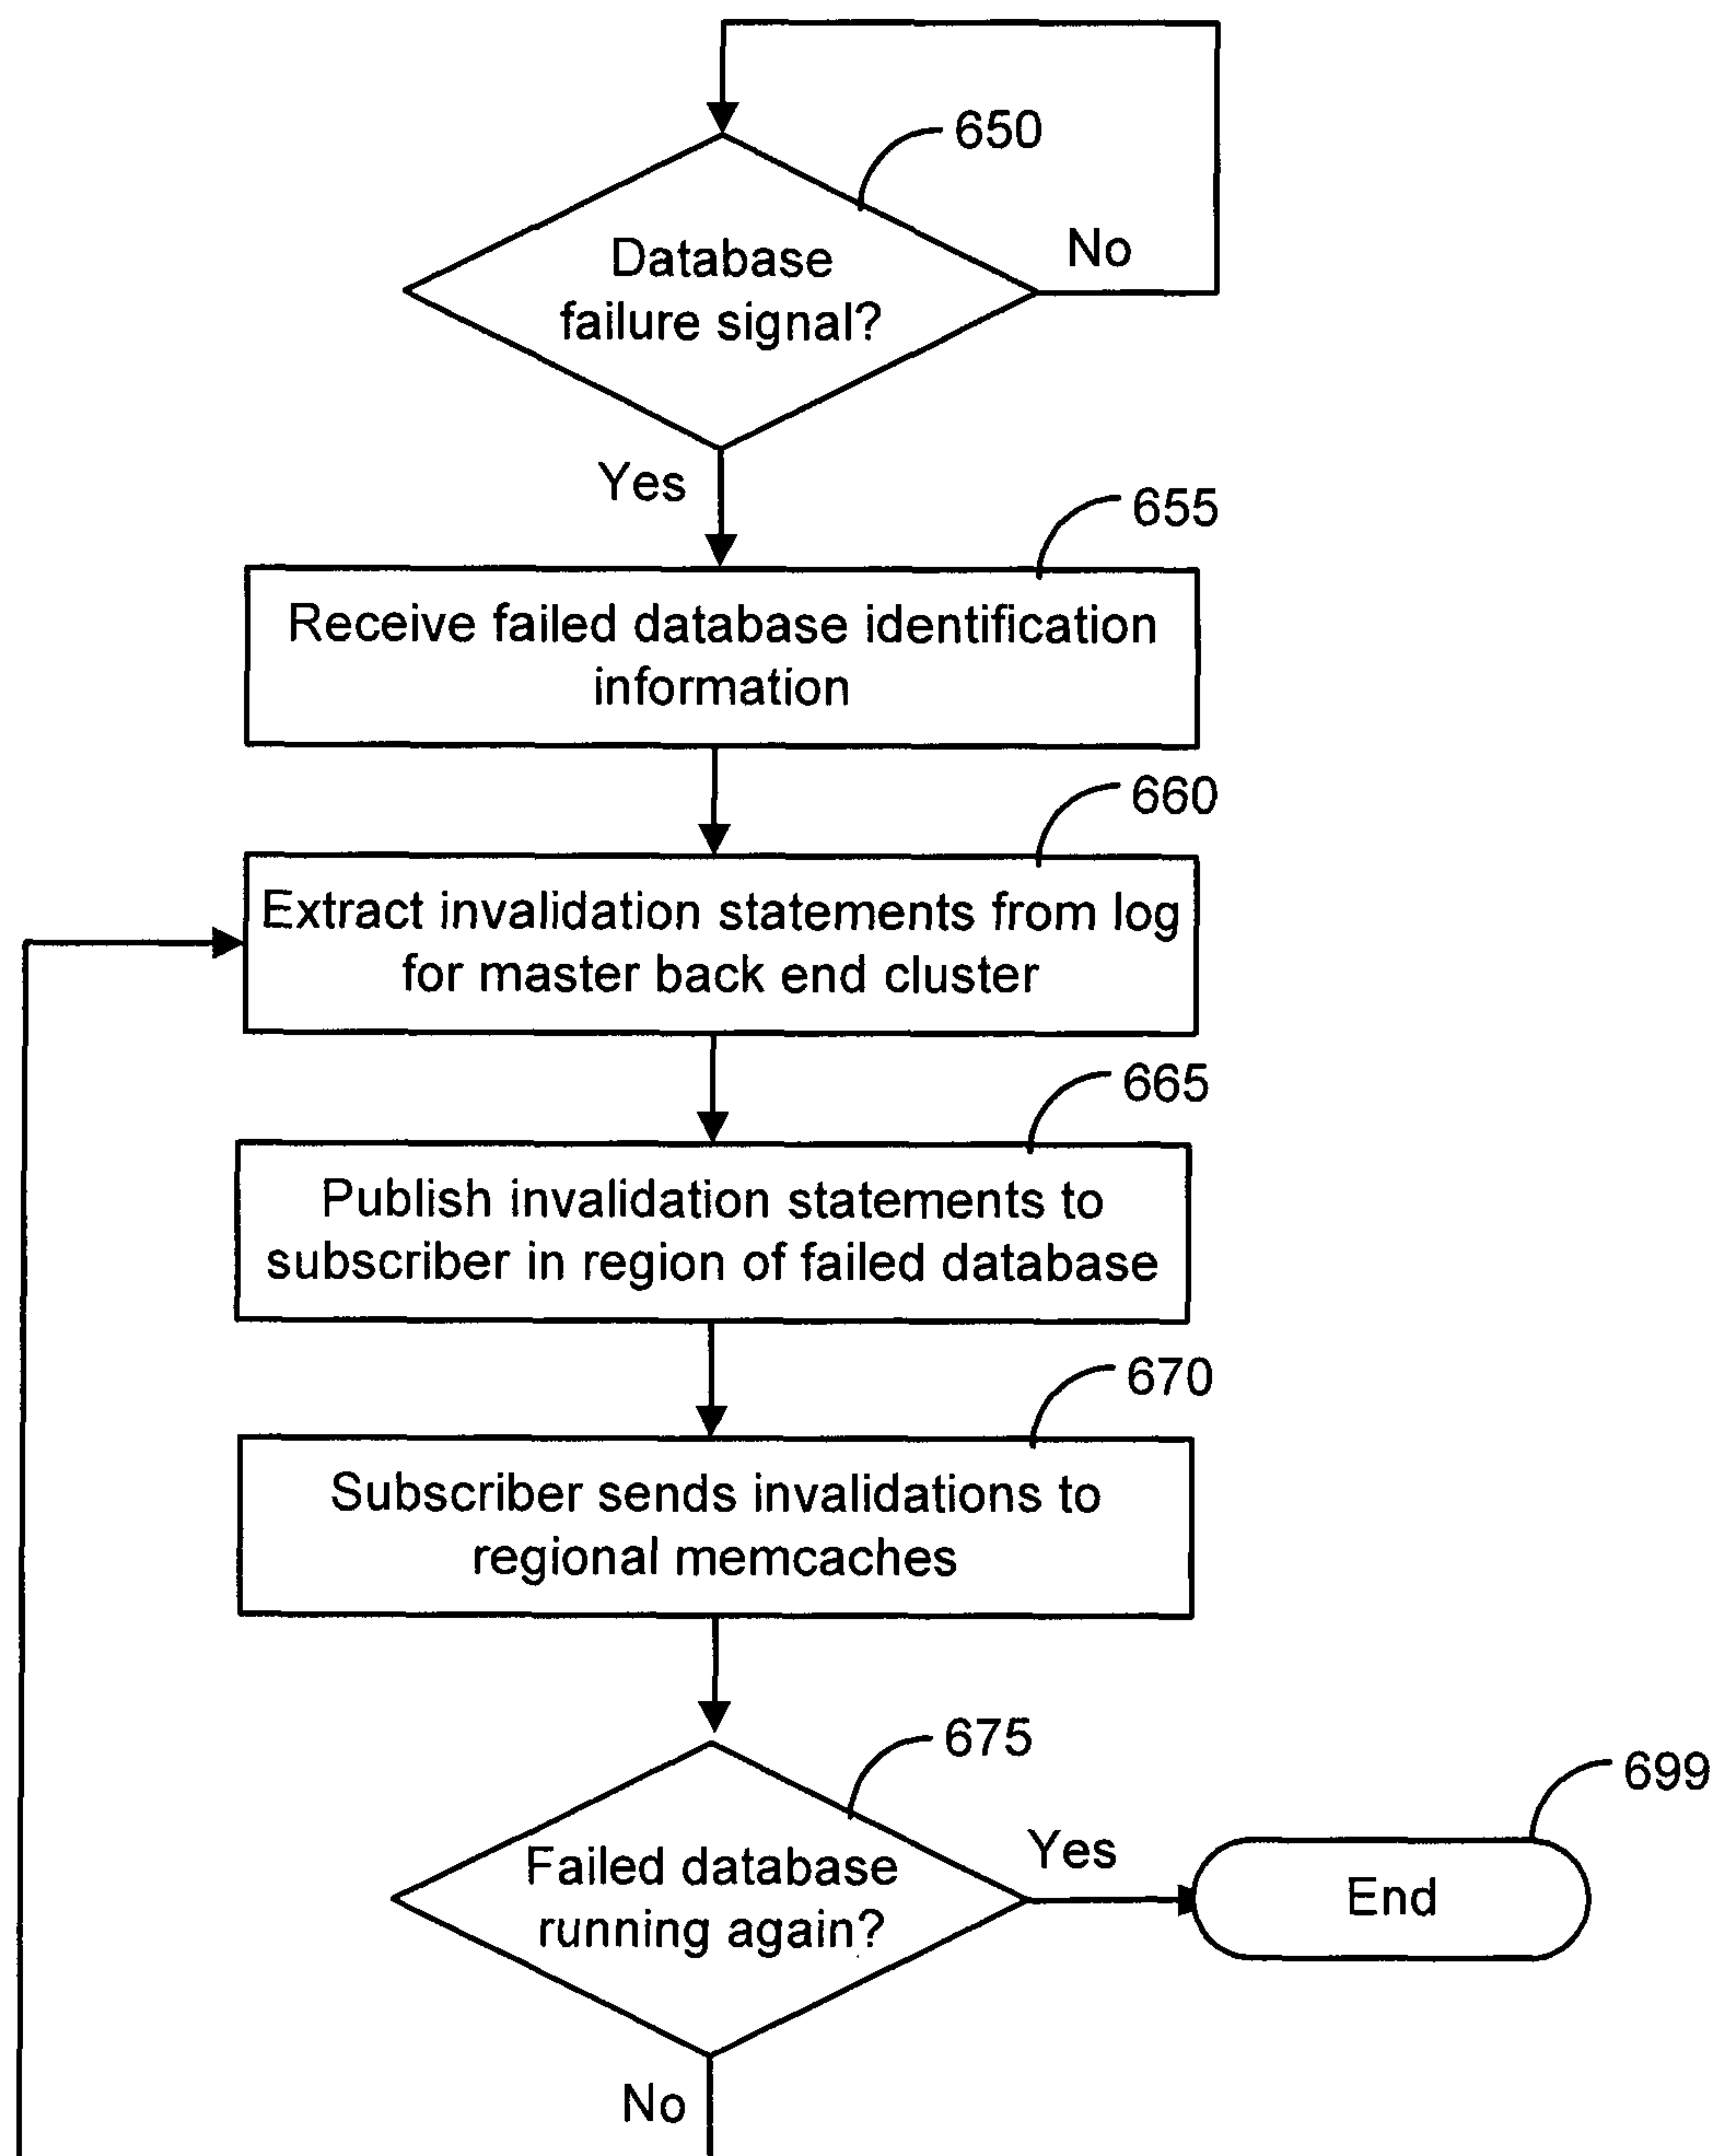 650
Database
failure signal?
No
Yes
655
Receive failed database identification
information
660
Extract invalidation statements from log
for master back end cluster
665
Publish invalidation statements to
subscriber in region of failed database
670
Subscriber sends invalidations to
regional memcaches
675
Failed database
running again?
Yes
699
End
No